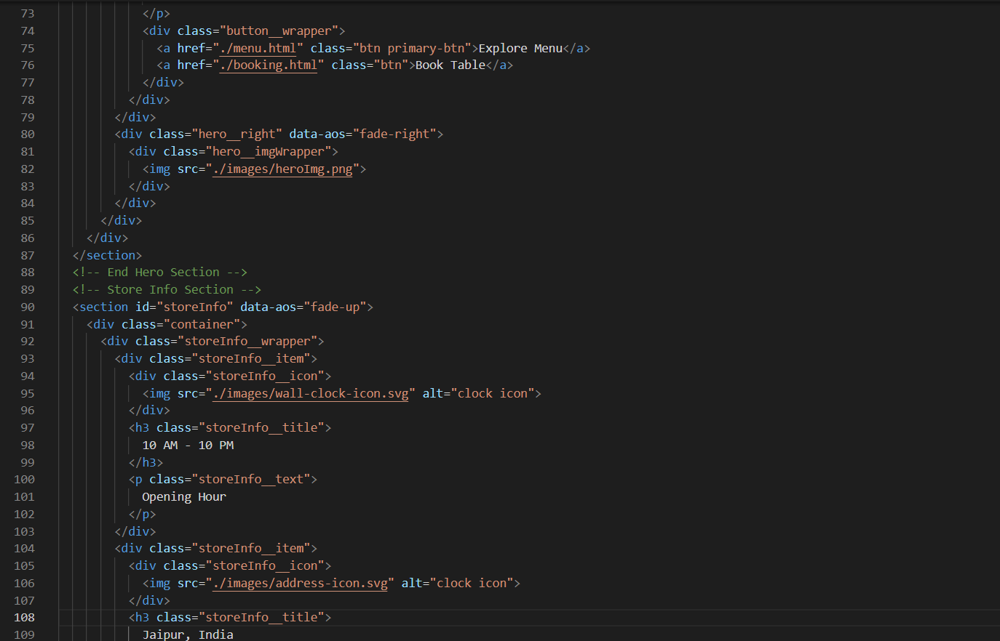 73 </p>
74 <div class="button__wrapper">
75 <a href="./menu.html" class="btn primary-btn">Explore Menu</a>
76 <a href="./booking.html" class="btn">Book Table</a>
77 </div>
78 </div>
79 </div>
80 <div class="hero__right" data-aos="fade-right">
81 <div class="hero__imgWrapper">
82 <img src="./images/heroImg.png">
83 </div>
84 </div>
85 </div>
86 </div>
87 </section>
88 <!-- End Hero Section -->
89 <!-- Store Info Section -->
90 <section id="storeInfo" data-aos="fade-up">
91 <div class="container">
92 <div class="storeInfo__wrapper">
93 <div class="storeInfo__item">
94 <div class="storeInfo__icon">
95 <img src="./images/wall-clock-icon.svg" alt="clock icon">
96 </div>
97 <h3 class="storeInfo__title">
98 10 AM - 10 PM
99 </h3>
100 <p class="storeInfo__text">
101 Opening Hour
102 </p>
103 </div>
104 <div class="storeInfo__item">
105 <div class="storeInfo__icon">
106 <img src="./images/address-icon.svg" alt="clock icon">
107 </div>
108 <h3 class="storeInfo__title">
109 Jaipur, India